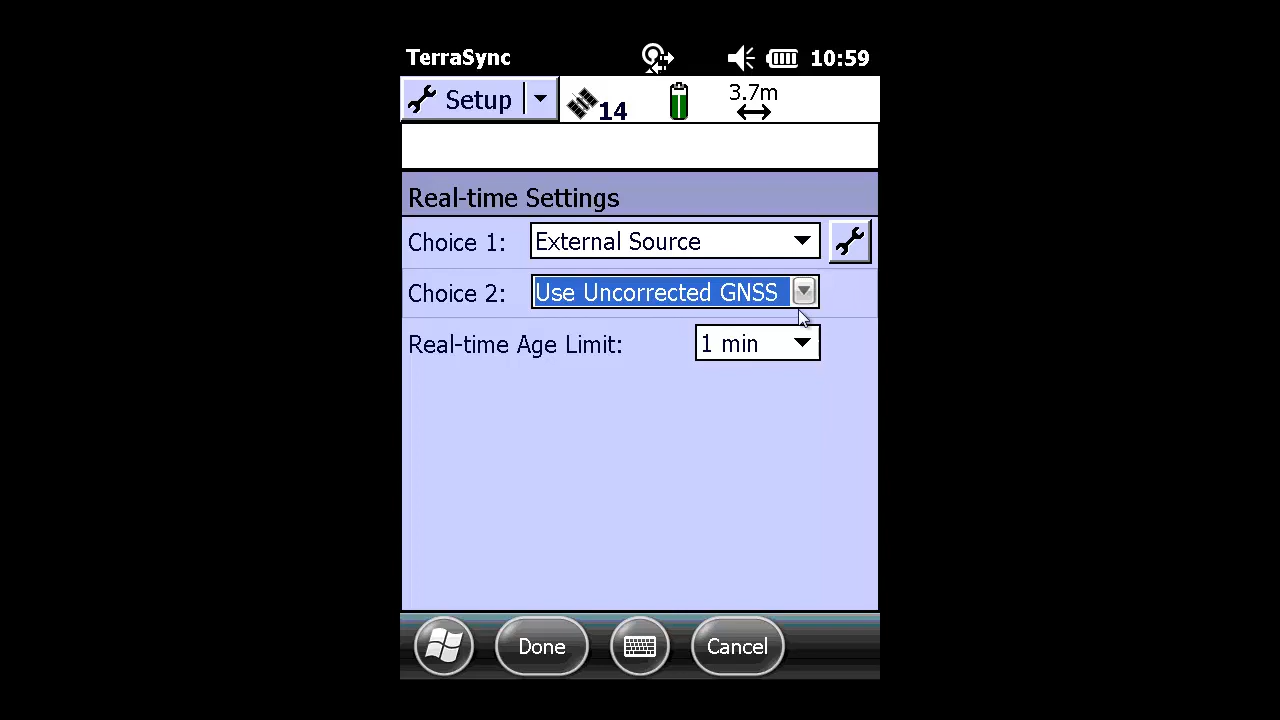 TerraSync 10:59
Setup 14 3.7m
Real-time Settings
Choice 1: External Source
Choice 2: Use Uncorrected GNSS
Real-time Age Limit: 1 min
Done Cancel